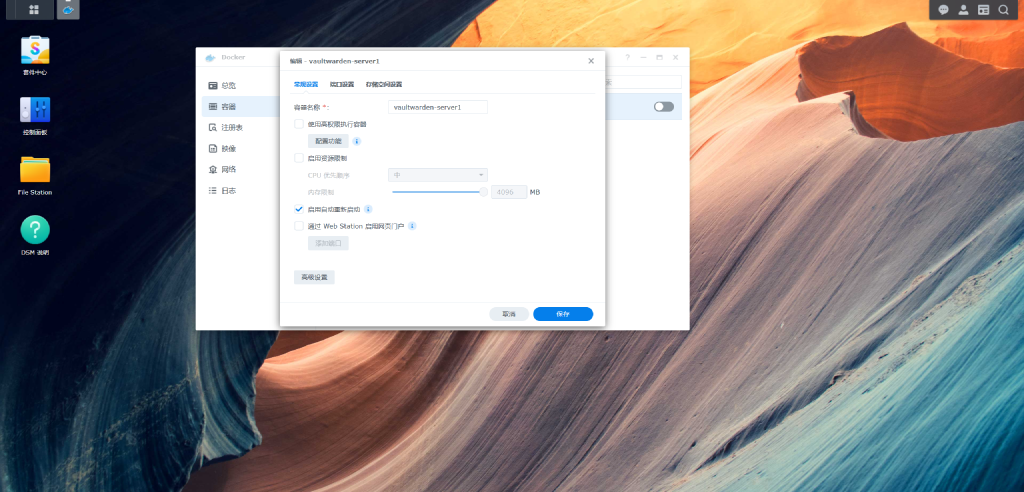 套件中心
控制面板
File Station
DSM 说明
Docker
总览
容器
注册表
映像
网络
日志
编辑 - vaultwarden-server1
常规设置 端口设置 存储空间设置
容器名称 *: vaultwarden-server1
使用高权限执行容器
配置功能
启用资源限制
CPU 优先顺序 中
内存限制 4096 MB
启用自动重新启动
通过 Web Station 启用网页门户
添加端口
高级设置
取消 保存